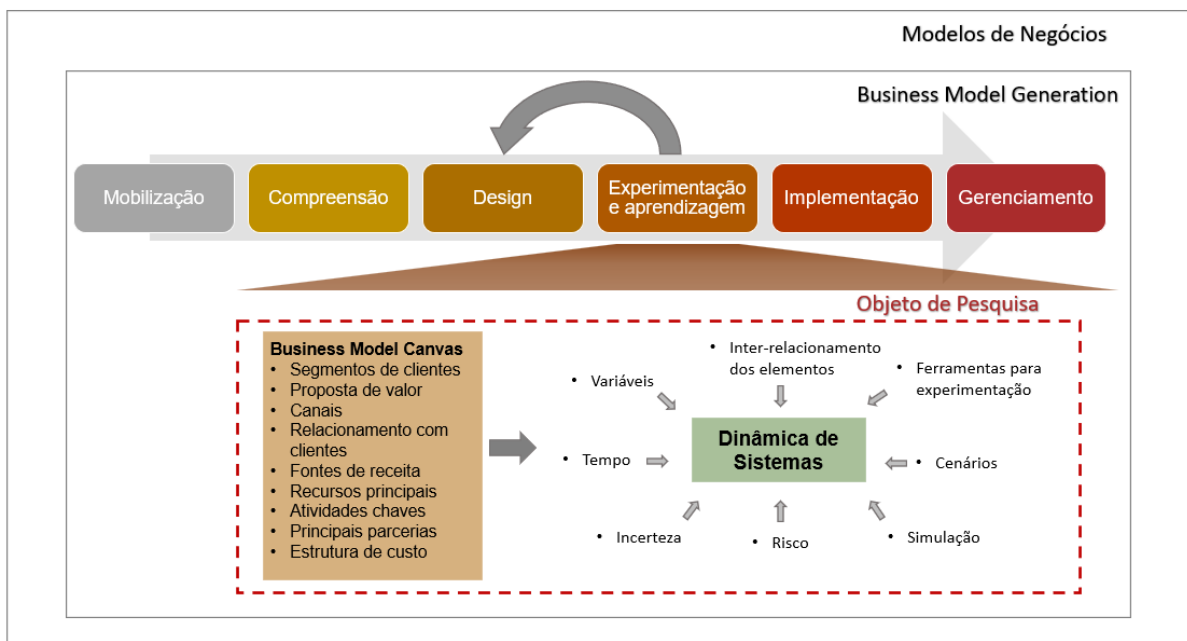 Modelos de Negócios
Business Model Generation
Mobilização
Compreensão
Design
Experimentação
e aprendizagem
Implementação
Gerenciamento
Objeto de Pesquisa
Business Model Canvas
• Segmentos de clientes
• Proposta de valor
• Canais
• Relacionamento com
clientes
• Fontes de receita
• Recursos principais
• Atividades chaves
• Principais parcerias
• Estrutura de custo
• Variáveis
• Inter-relacionamento
dos elementos
• Ferramentas para
experimentação
• Tempo
Dinâmica de
Sistemas
• Cenários
• Incerteza
• Risco
• Simulação